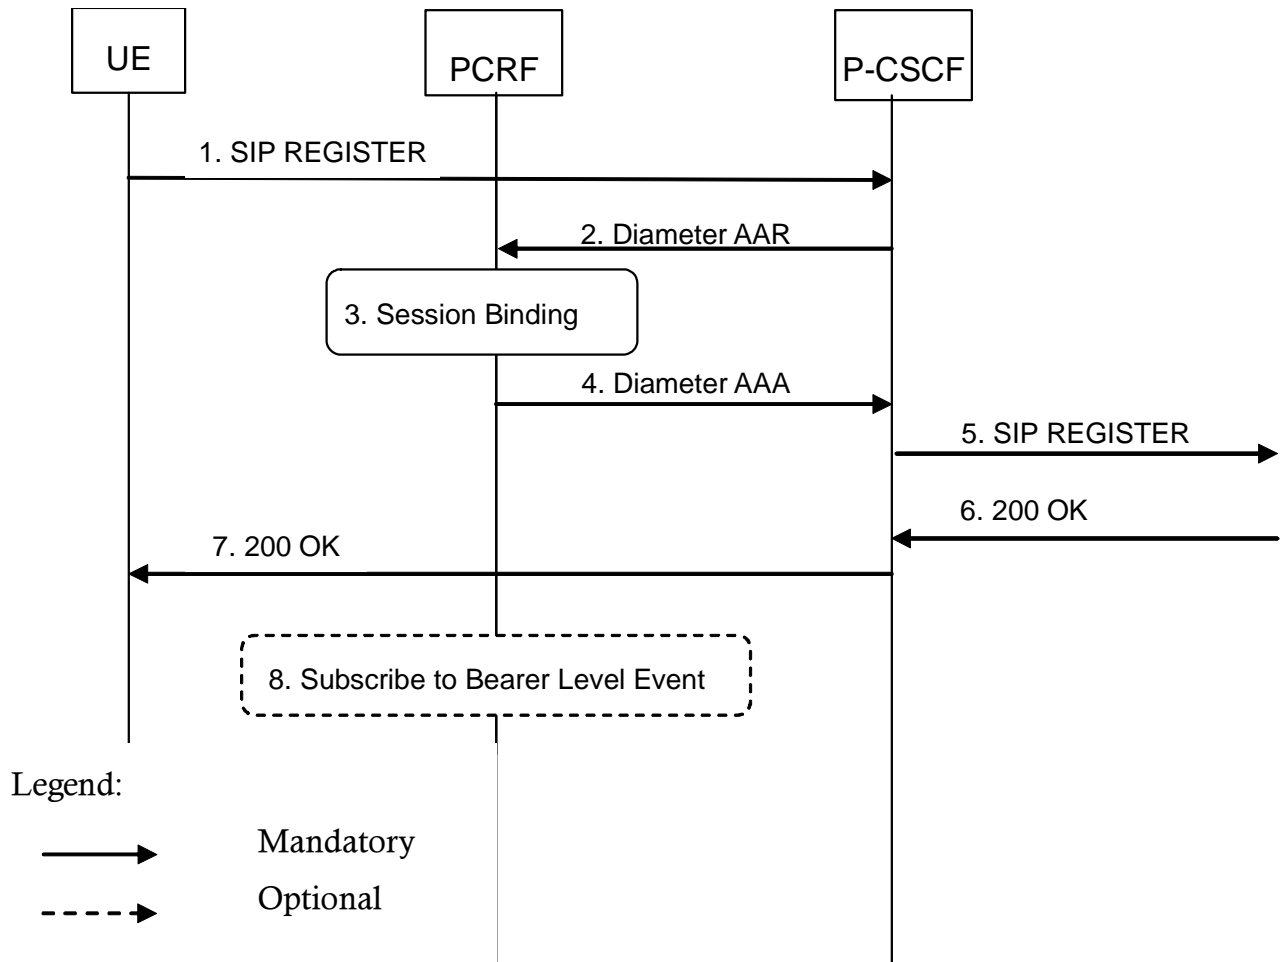 UE
PCRF
P-CSCF
1. SIP REGISTER
2. Diameter AAR
3. Session Binding
4. Diameter AAA
5. SIP REGISTER
6. 200 OK
7. 200 OK
8. Subscribe to Bearer Level Event
Legend:
Mandatory
Optional